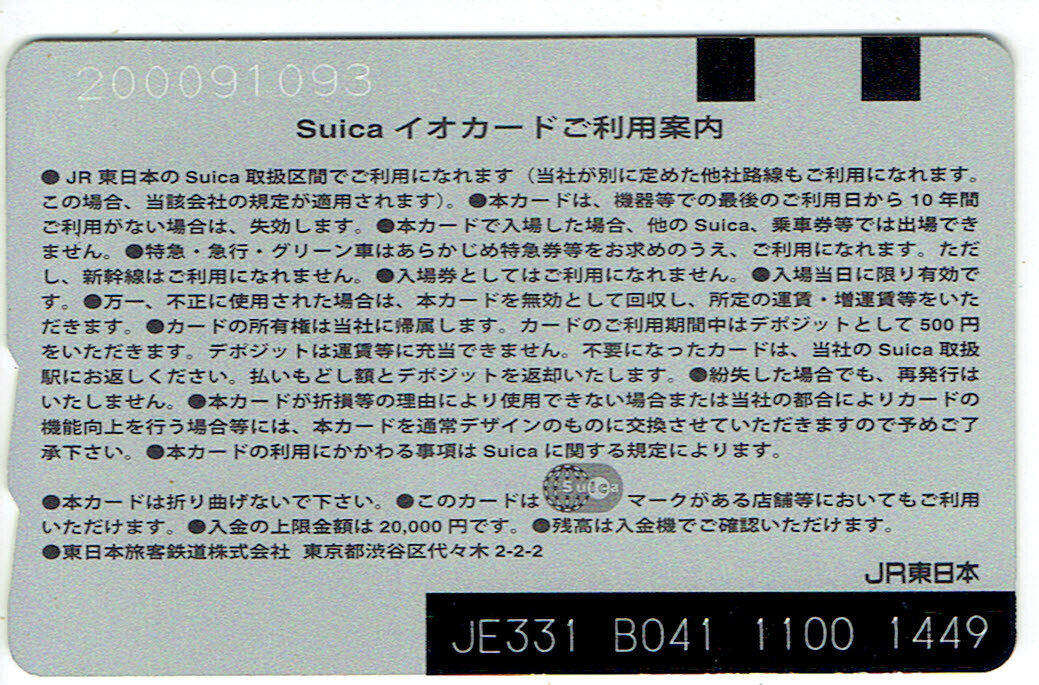 200091093
Suica イオカードご利用案内
●JR 東日本の Suica 取扱区間でご利用になれます（当社が別に定めた他社路線もご利用になれます。
この場合、当該会社の規定が適用されます）。●本カードは、機器等での最後のご利用日から 10 年間
ご利用がない場合は、失効します。●本カードで入場した場合、他の Suica、乗車券等では出場でき
ません。●特急・急行・グリーン車はあらかじめ特急券等をお求めのうえ、ご利用になれます。ただ
し、新幹線はご利用になれません。●入場券としてはご利用になれません。●入場当日に限り有効で
す。●万一、不正に使用された場合は、本カードを無効として回収し、所定の運賃・増運賃等をいた
だきます。●カードの所有権は当社に帰属します。カードのご利用期間中はデポジットとして 500 円
をいただきます。デポジットは運賃等に充当できません。不要になったカードは、当社の Suica 取扱
駅にお返しください。払いもどし額とデポジットを返却いたします。●紛失した場合でも、再発行は
いたしません。●本カードが折損等の理由により使用できない場合または当社の都合によりカードの
機能向上を行う場合等には、本カードを通常デザインのものに交換させていただきますので予めご了
承下さい。●本カードの利用にかかわる事項は Suica に関する規定によります。
●本カードは折り曲げないで下さい。●このカードは Suica マークがある店舗等においてもご利用
いただけます。●入金の上限金額は 20,000 円です。●残高は入金機でご確認いただけます。
●東日本旅客鉄道株式会社 東京都渋谷区代々木 2-2-2
JR東日本
JE331 B041 1100 1449